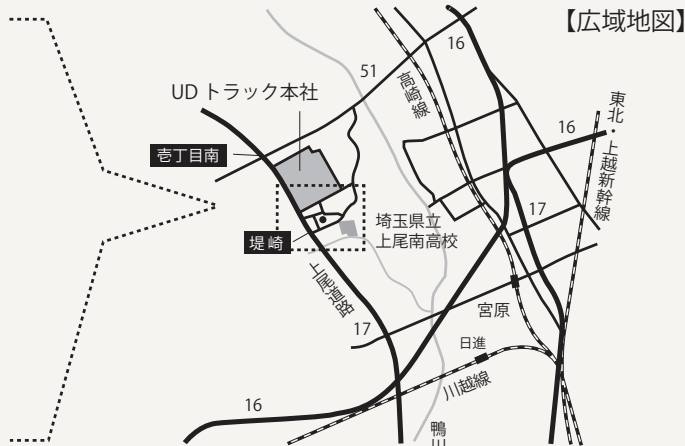 【広域地図】
16
51
高崎線
UDトラック本社
東北・上越新幹線
16
壱丁目南
17
埼玉県立
上尾南高校
堤崎
上尾道路
宮原
17
日進
川越線
16
鴨川